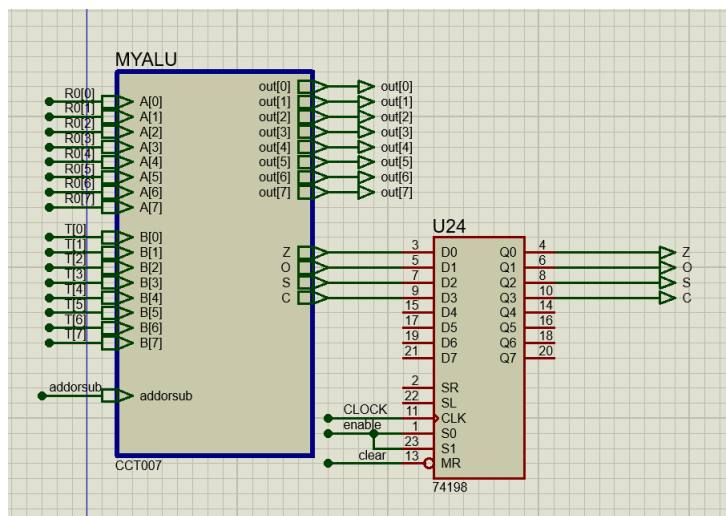 MYALU
R0[0] A[0] out[0] out[0]
R0[1] A[1] out[1] out[1]
R0[2] A[2] out[2] out[2]
R0[3] A[3] out[3] out[3]
R0[4] A[4] out[4] out[4]
R0[5] A[5] out[5] out[5]
R0[6] A[6] out[6] out[6]
R0[7] A[7] out[7] out[7]
U24
T[0] B[0]
T[1] B[1] Z 3 D0 Q0 4 Z
T[2] B[2] O 5 D1 Q1 6 O
T[3] B[3] S 7 D2 Q2 8 S
T[4] B[4] C 9 D3 Q3 10 C
T[5] B[5] 15 D4 Q4 14
T[6] B[6] 17 D5 Q5 16
T[7] B[7] 19 D6 Q6 18
21 D7 Q7 20
2 SR
addorsub addorsub 22 SL
CLOCK 11 CLK
enable 1 S0
23 S1
clear 13 MR
CCT007
74198